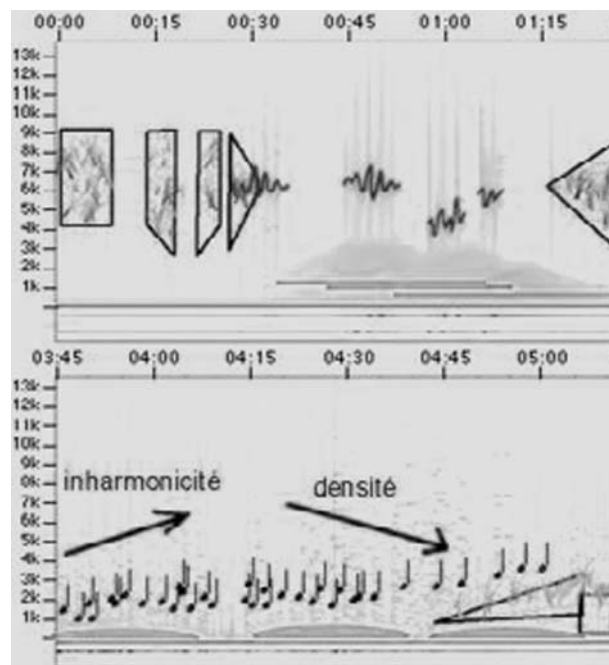 00:00 00:15 00:30 00:45 01:00 01:15
13k
12k
11k
10k
9k
8k
7k
6k
5k
4k
3k
2k
1k
03:45 04:00 04:15 04:30 04:45 05:00
13k
12k
11k
10k
9k
8k
7k
6k
5k
4k
3k
2k
1k
inharmonicité
densité